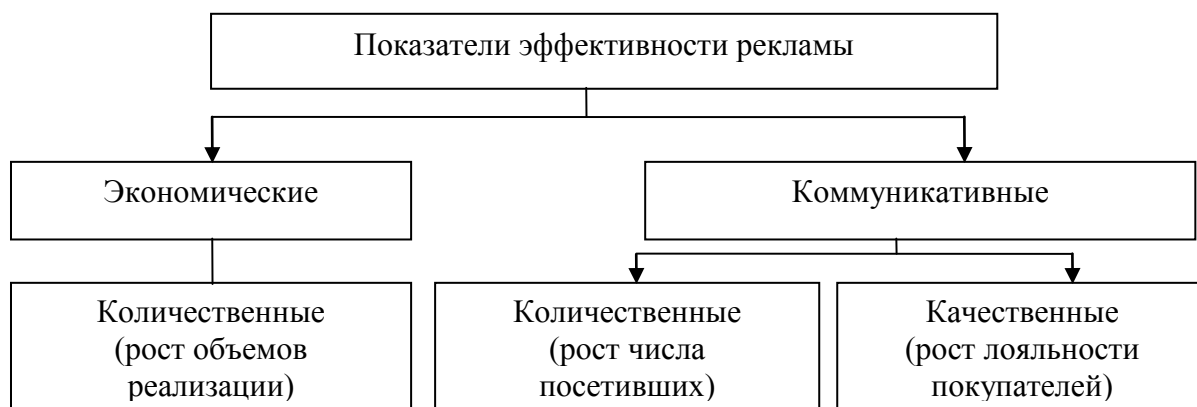 Показатели эффективности рекламы
Экономические
Коммуникативные
Количественные
(рост объемов
реализации)
Количественные
(рост числа
посетивших)
Качественные
(рост лояльности
покупателей)